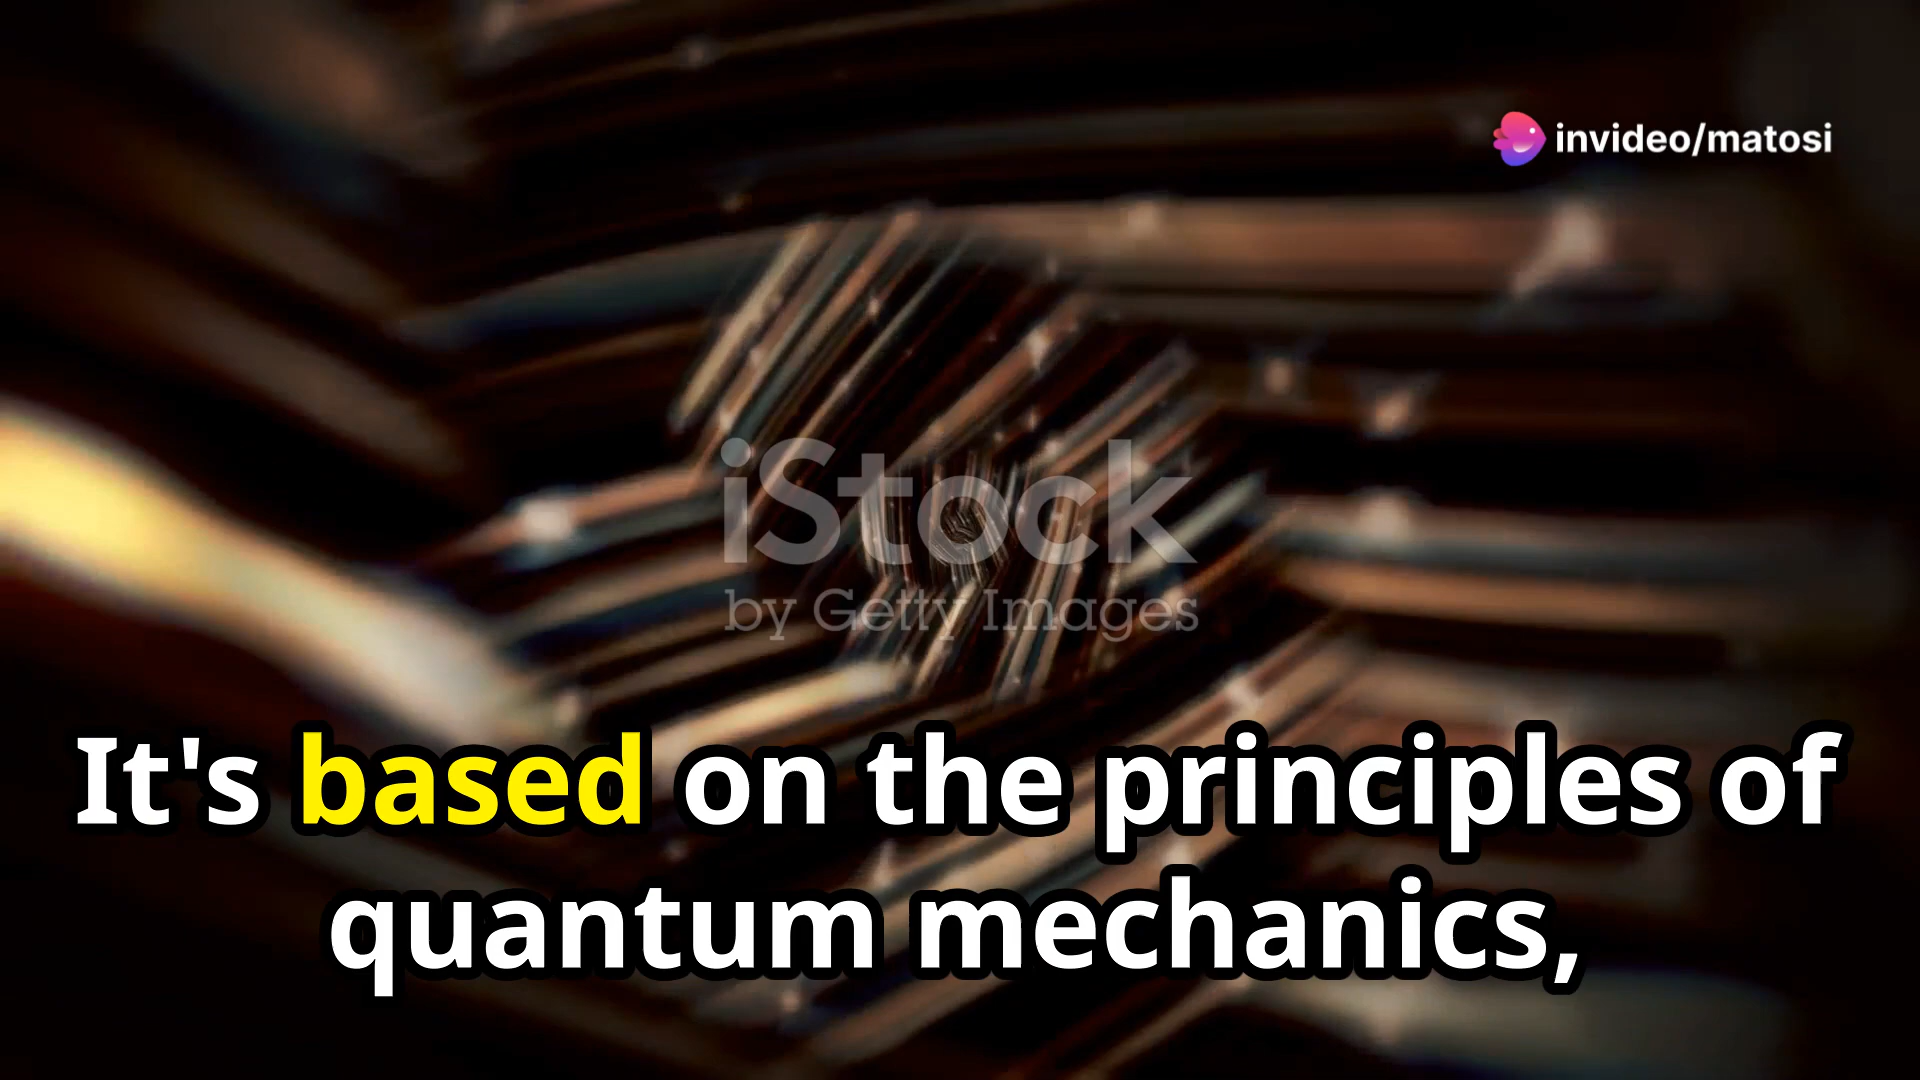 invideo/matosi
iStock
by Getty Images
It's based on the principles of
quantum mechanics,